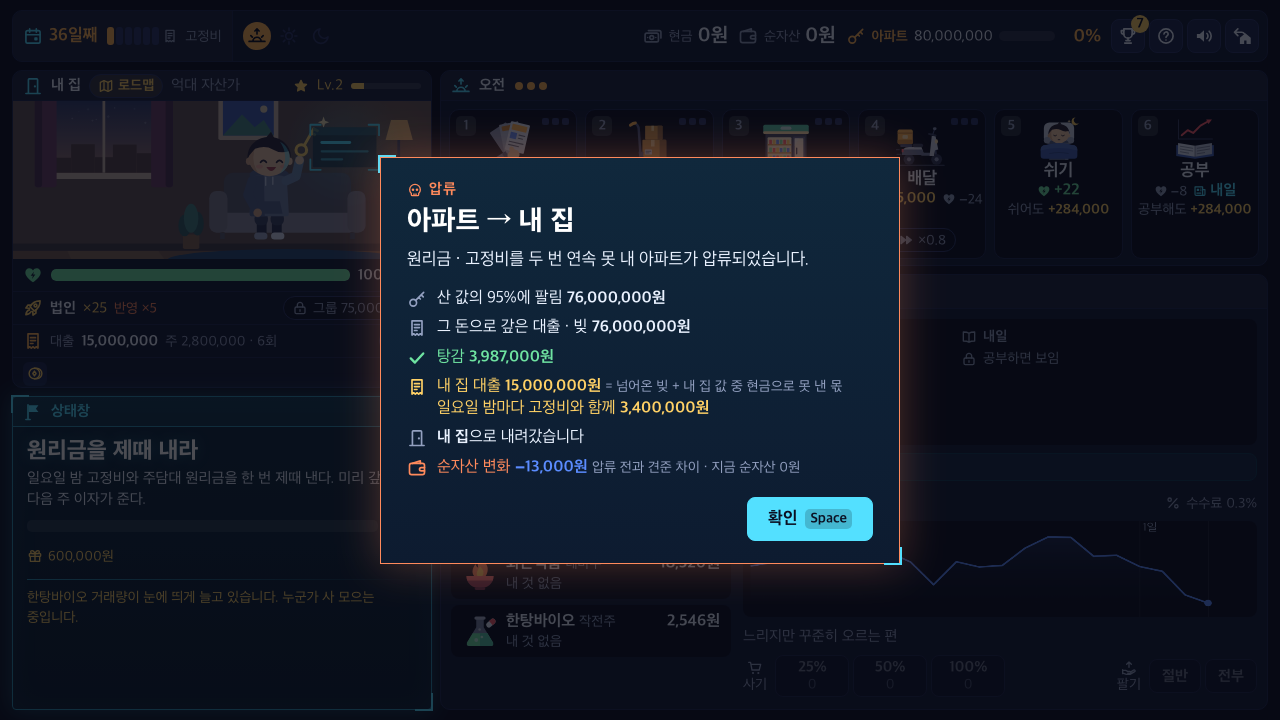 36일째
고정비
현금 0원
순자산 0원
아파트 80,000,000
0%
7
내 집
로드맵
억대 자산가
Lv.2
오전
1
2
3
4
5
6
배달
쉬기
공부
5,000
−24
+22
−8 내일
쉬어도 +284,000
공부해도 +284,000
×0.8
100
법인 ×25 반영 ×5
그룹 75,00
대출 15,000,000 주 2,800,000 · 6회
상태창
원리금을 제때 내라
일요일 밤 고정비와 주담대 원리금을 한 번 제때 낸다. 미리 갚
다음 주 이자가 준다.
600,000원
한탕바이오 거래량이 눈에 띄게 늘고 있습니다. 누군가 사 모으는
중입니다.
압류
아파트 → 내 집
원리금 · 고정비를 두 번 연속 못 내 아파트가 압류되었습니다.
산 값의 95%에 팔림 76,000,000원
그 돈으로 갚은 대출 · 빚 76,000,000원
탕감 3,987,000원
내 집 대출 15,000,000원 = 넘어온 빚 + 내 집 값 중 현금으로 못 낸 몫
일요일 밤마다 고정비와 함께 3,400,000원
내 집으로 내려갔습니다
순자산 변화 −13,000원 압류 전과 견준 차이 · 지금 순자산 0원
확인 Space
내일
공부하면 보임
수수료 0.3%
1일
내 것 없음
한탕바이오 작전주
2,546원
내 것 없음
느리지만 꾸준히 오르는 편
사기
25%
0
50%
0
100%
0
팔기
절반
전부